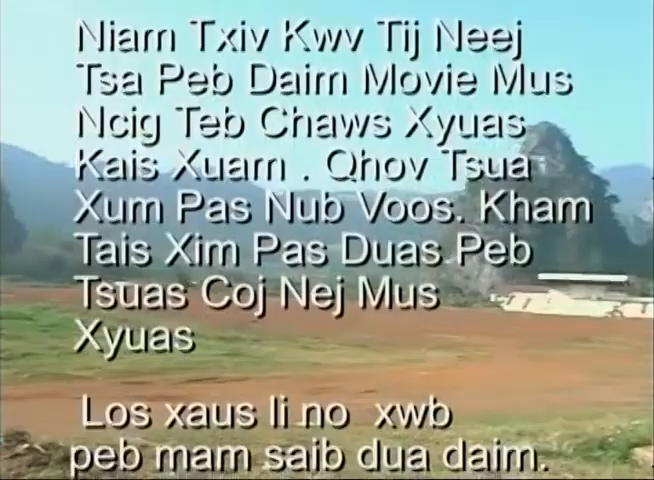 Niam Txiv Kwv Tij Neej
Tsa Peb Daim Movie Mus
Ncig Teb Chaws Xyuas
Kais Xuam . Qhov Tsua
Xum Pas Nub Voos. Kham
Tais Xim Pas Duas Peb
Tsuas Coj Nej Mus
Xyuas
Los xaus li no xwb
peb mam saib dua daim.